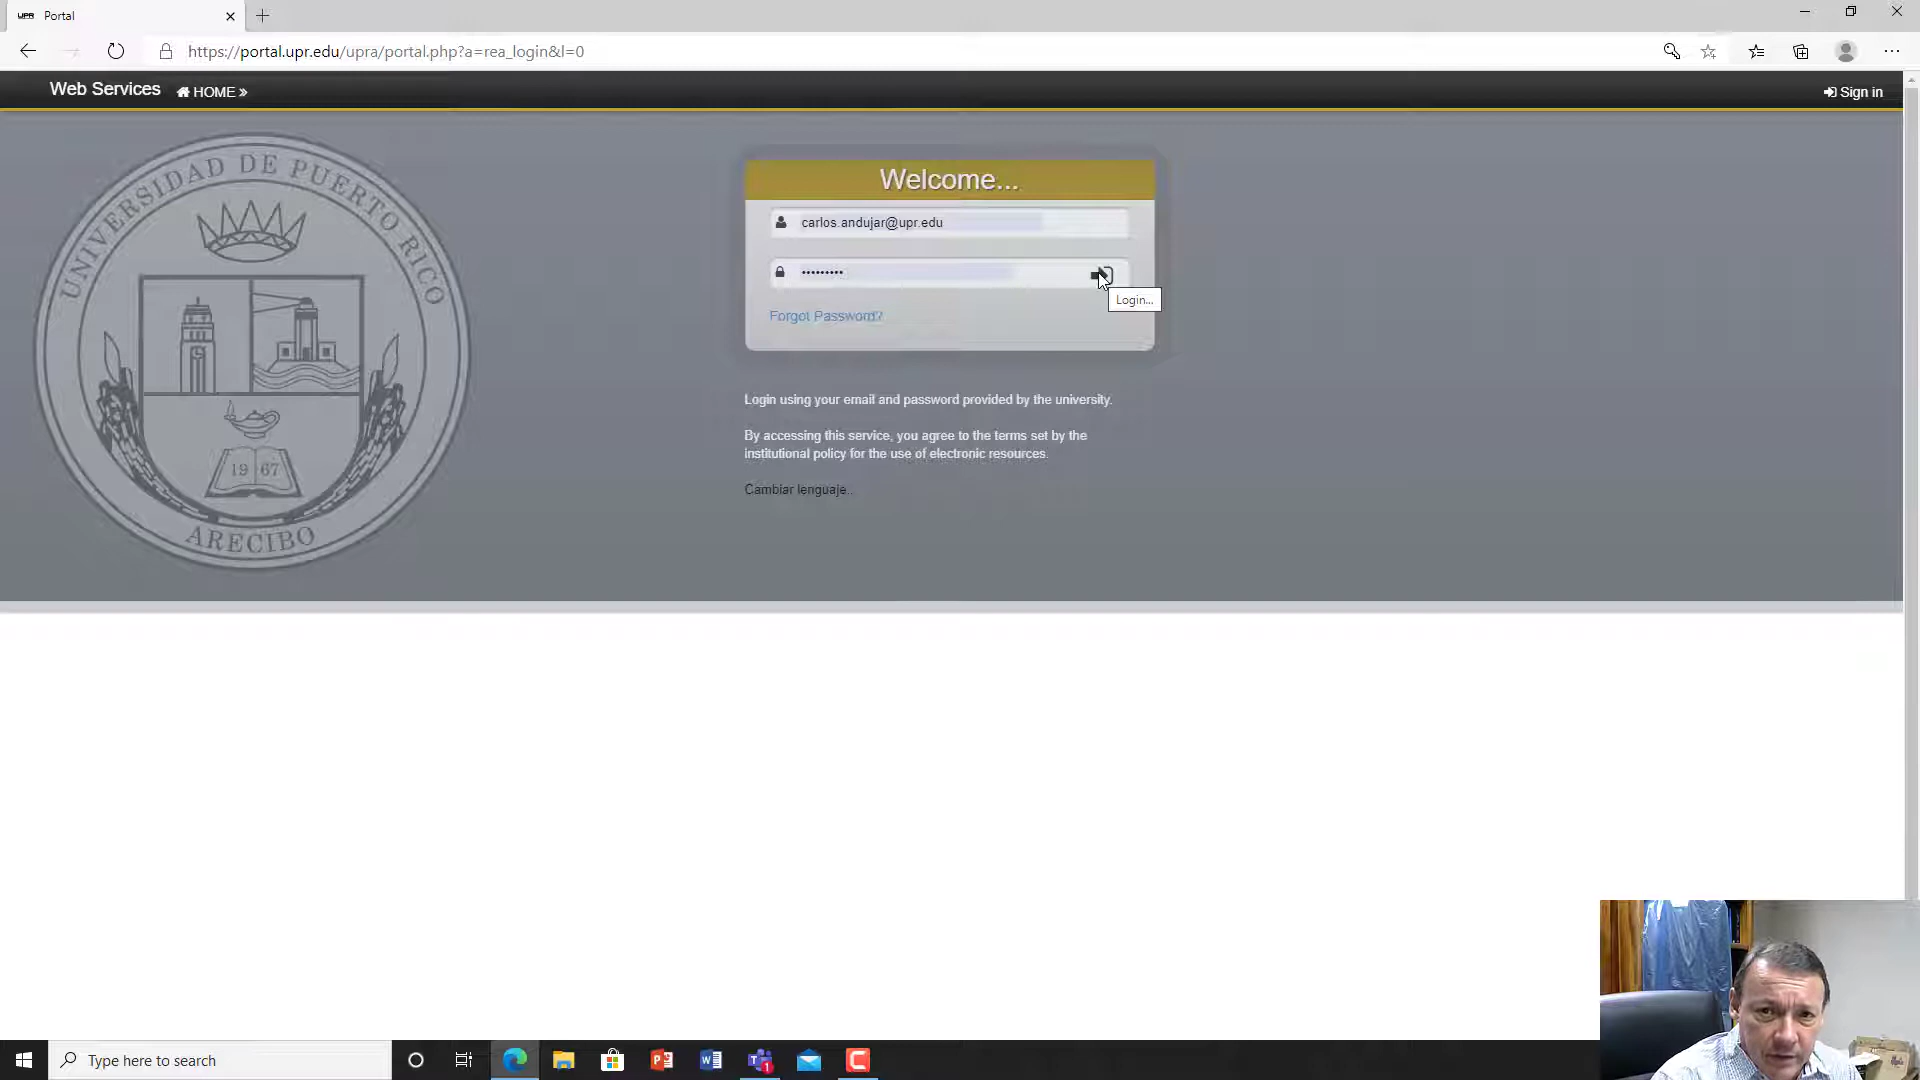 UPR Portal
https://portal.upr.edu/upra/portal.php?a=rea_login&l=0
Web Services HOME »
Sign in
UNIVERSIDAD DE PUERTO RICO
1967
ARECIBO
Welcome...
carlos.andujar@upr.edu
•••••••••
Login...
Forgot Password?
Login using your email and password provided by the university.
By accessing this service, you agree to the terms set by the
institutional policy for the use of electronic resources.
Cambiar lenguaje..
Type here to search
1